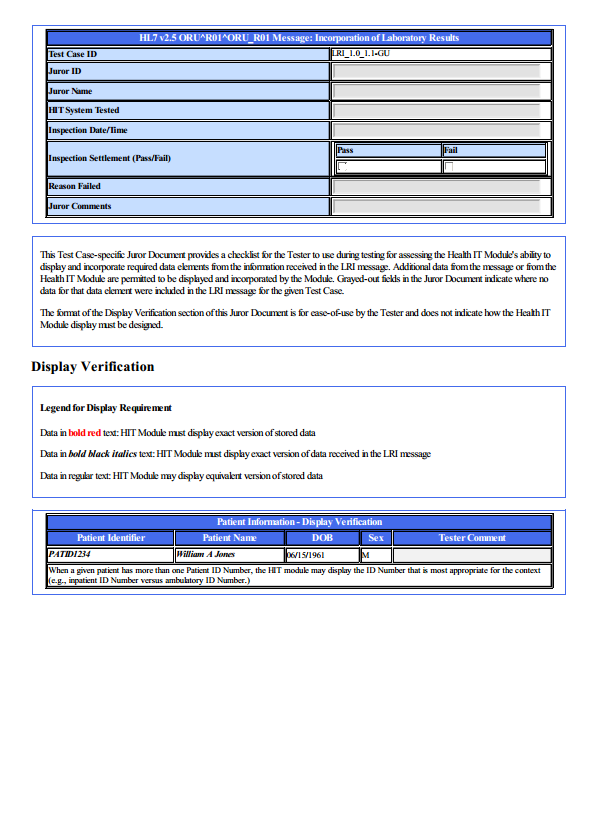 HL7 v2.5 ORU^R01^ORU_R01 Message: Incorporation of Laboratory Results
Test Case ID LRI_1.0_1.1-GU
Juror ID
Juror Name
HIT System Tested
Inspection Date/Time
Inspection Settlement (Pass/Fail) Pass Fail
Reason Failed
Juror Comments
This Test Case-specific Juror Document provides a checklist for the Tester to use during testing for assessing the Health IT Module's ability to
display and incorporate required data elements from the information received in the LRI message. Additional data from the message or from the
Health IT Module are permitted to be displayed and incorporated by the Module. Grayed-out fields in the Juror Document indicate where no
data for that data element were included in the LRI message for the given Test Case.
The format of the Display Verification section of this Juror Document is for ease-of-use by the Tester and does not indicate how the Health IT
Module display must be designed.
Display Verification
Legend for Display Requirement
Data in bold red text: HIT Module must display exact version of stored data
Data in bold black italics text: HIT Module must display exact version of data received in the LRI message
Data in regular text: HIT Module may display equivalent version of stored data
Patient Information - Display Verification
Patient Identifier Patient Name DOB Sex Tester Comment
PATID1234 William A Jones 06/15/1961 M
When a given patient has more than one Patient ID Number, the HIT module may display the ID Number that is most appropriate for the context
(e.g., inpatient ID Number versus ambulatory ID Number.)